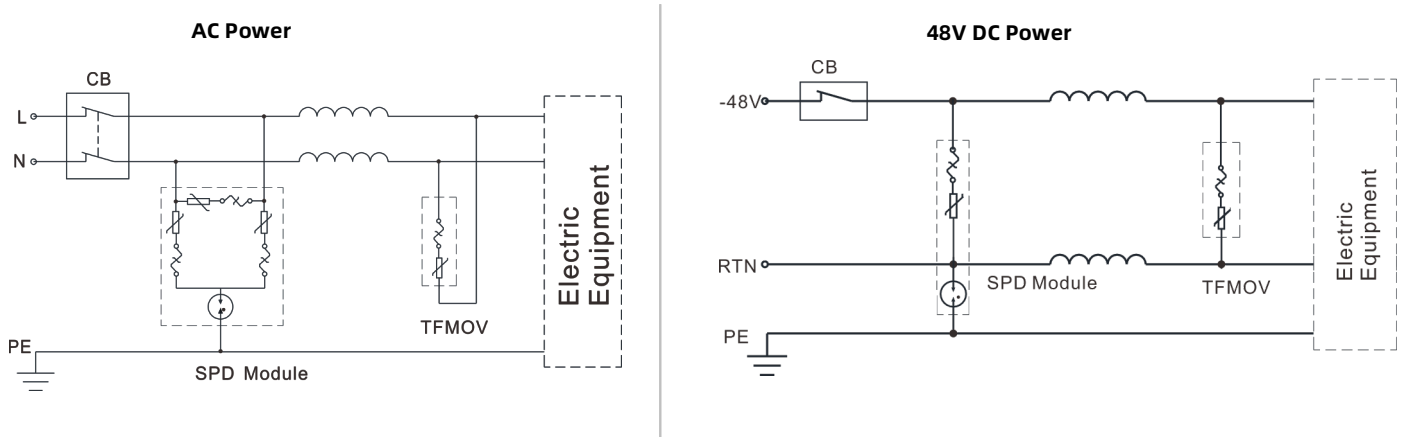 AC Power
CB
L
N
Electric
Equipment
TFMOV
PE
SPD Module
48V DC Power
CB
-48V
Electric
Equipment
RTN
SPD Module
TFMOV
PE